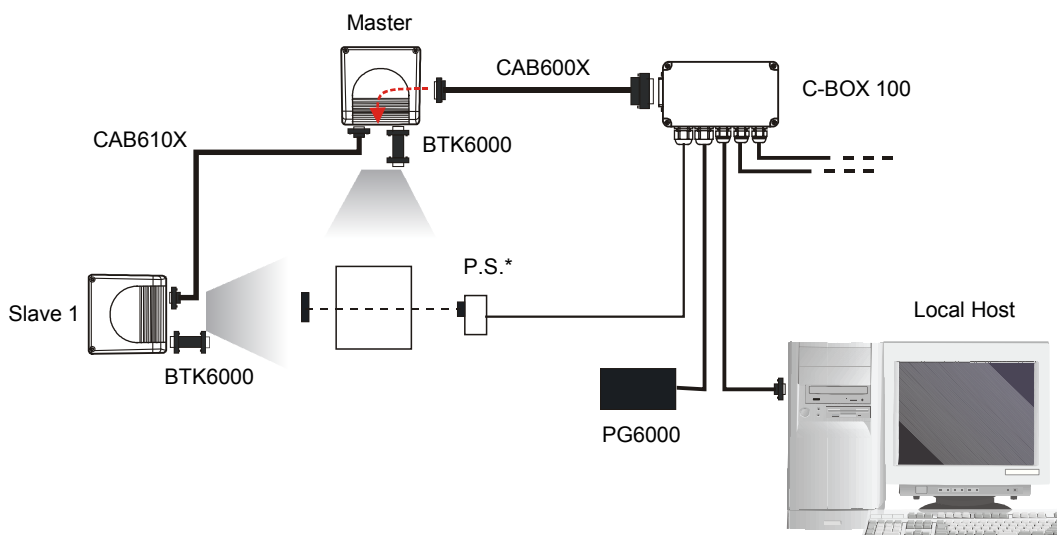 Master
CAB600X
C-BOX 100
CAB610X
BTK6000
P.S.*
Slave 1
Local Host
BTK6000
PG6000